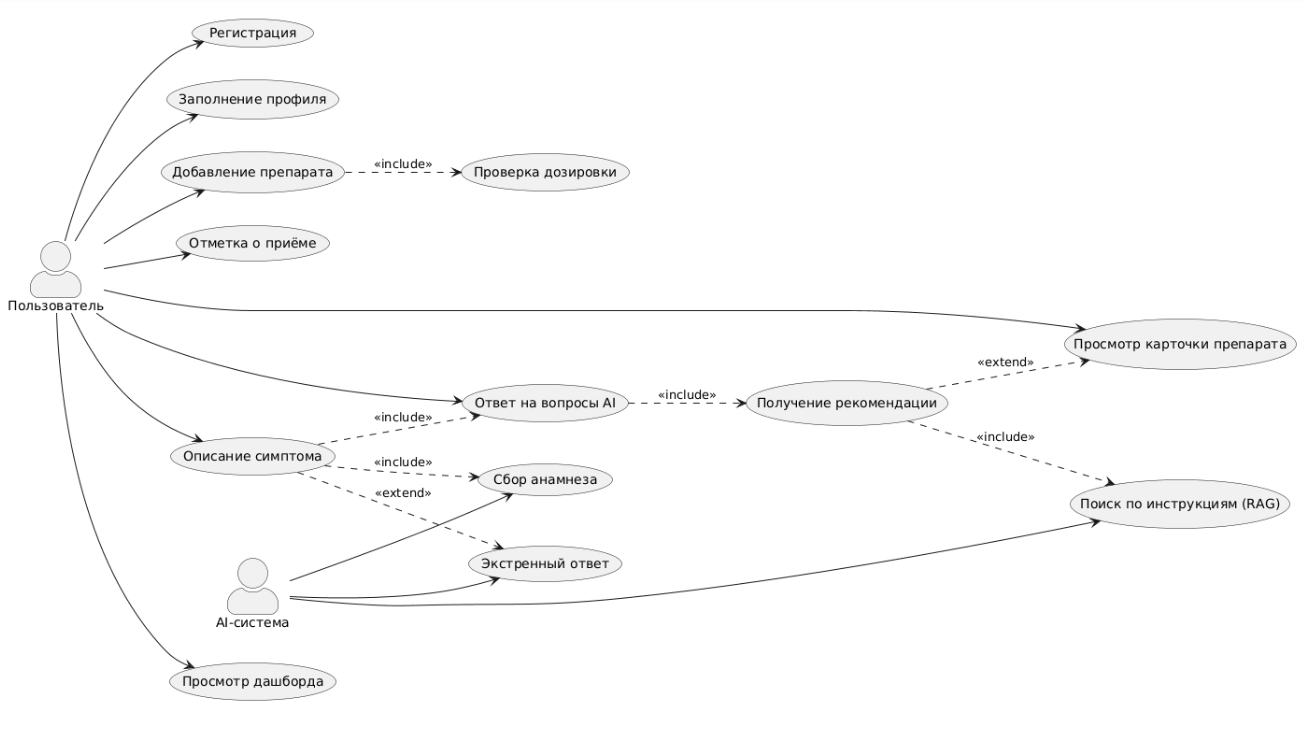 Регистрация
Заполнение профиля
Добавление препарата
«include»
Проверка дозировки
Отметка о приёме
Пользователь
Просмотр карточки препарата
«extend»
«include»
Ответ на вопросы AI
Получение рекомендации
«include»
«include»
Описание симптома
«include»
Сбор анамнеза
«extend»
Поиск по инструкциям (RAG)
Экстренный ответ
AI-система
Просмотр дашборда